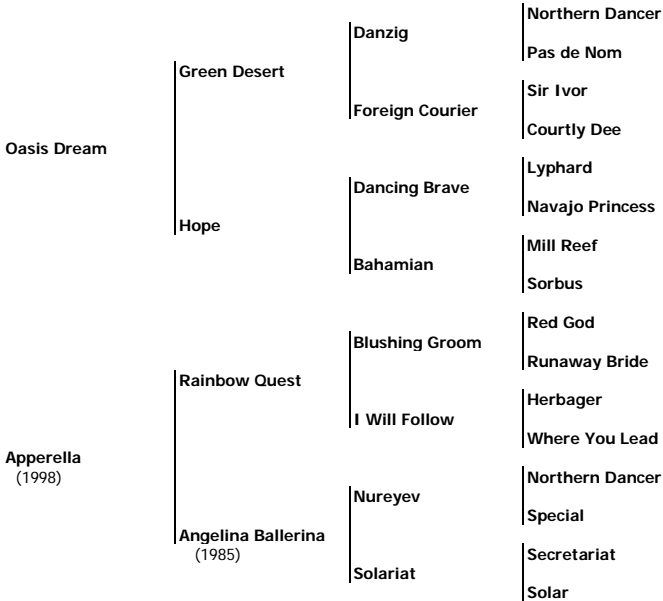 Northern Dancer
Danzig
Pas de Nom
Green Desert
Sir Ivor
Foreign Courier
Courtly Dee
Oasis Dream
Lyphard
Dancing Brave
Navajo Princess
Hope
Mill Reef
Bahamian
Sorbus
Red God
Blushing Groom
Runaway Bride
Rainbow Quest
Herbager
I Will Follow
Where You Lead
Apperella
(1998)
Northern Dancer
Nureyev
Special
Angelina Ballerina
(1985)
Secretariat
Solariat
Solar